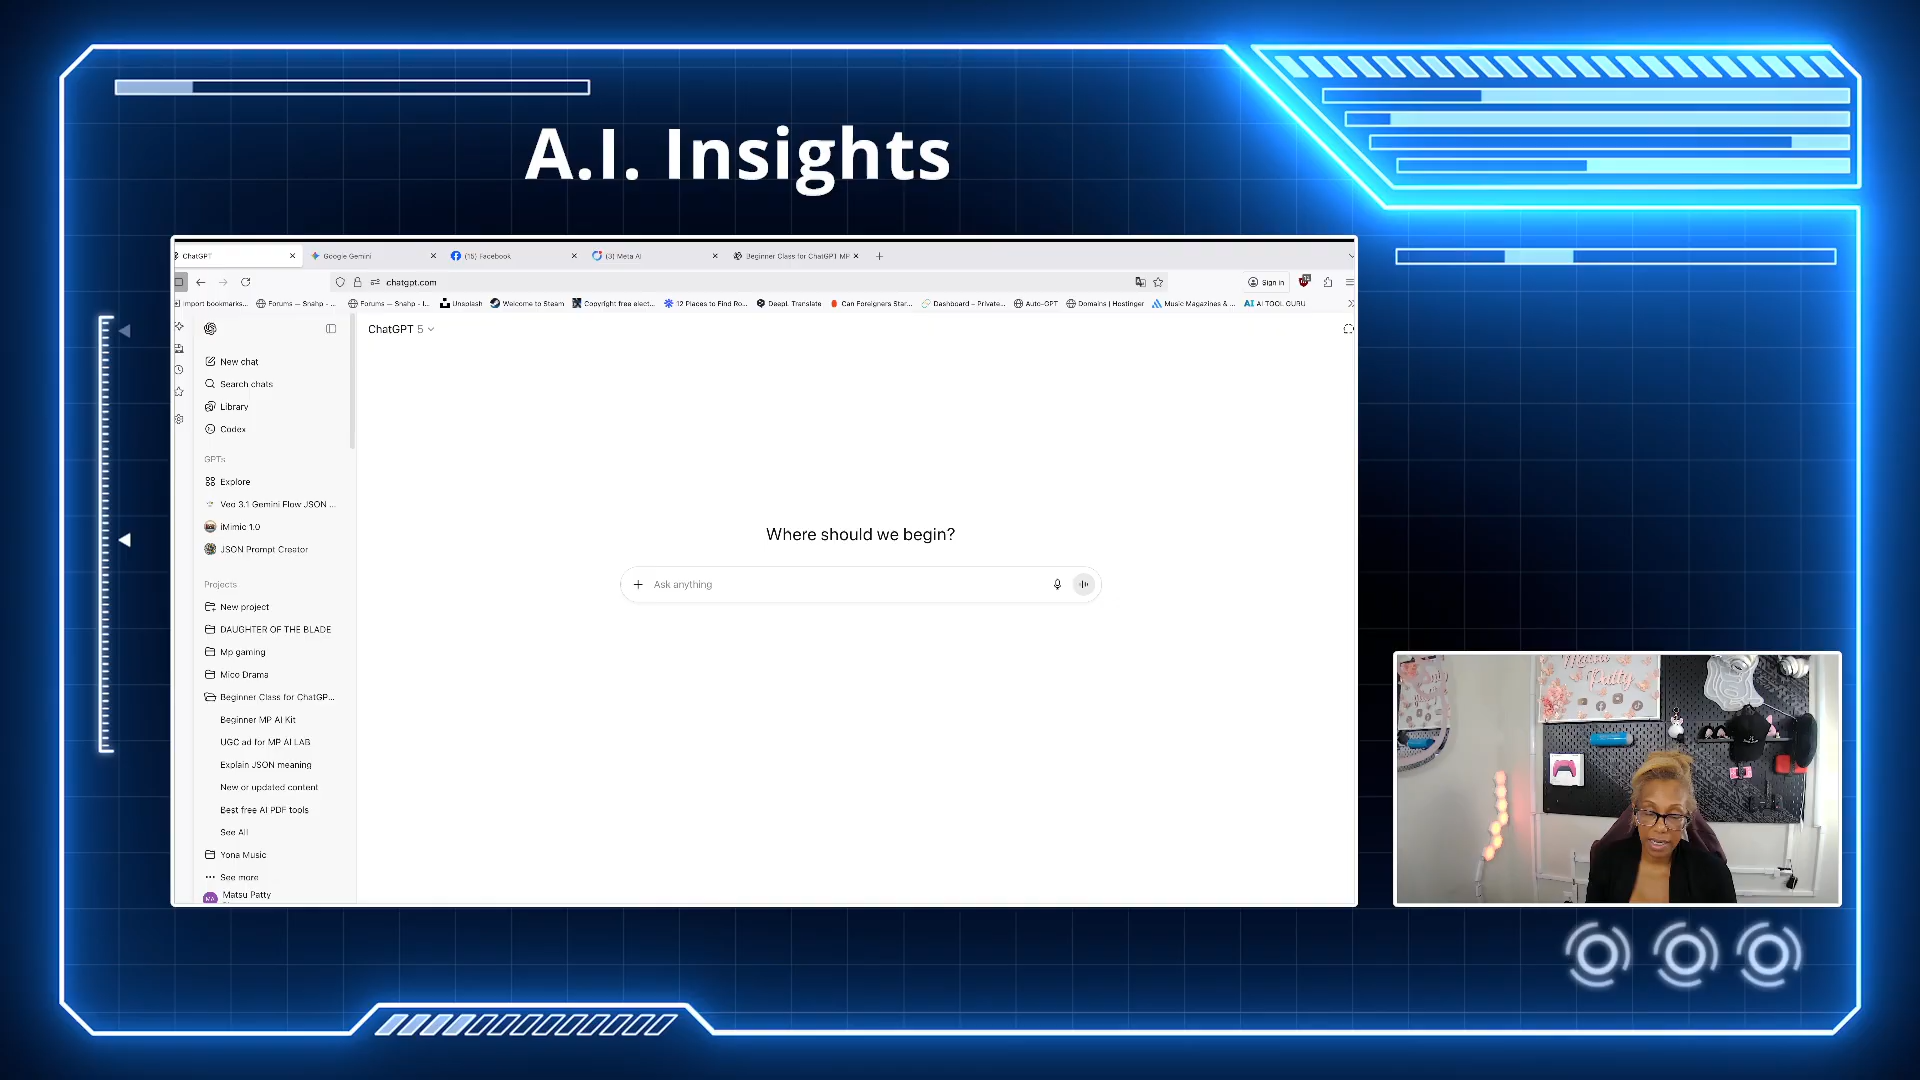 A.I. Insights
ChatGPT
Google Gemini
(15) Facebook
(3) Meta AI
Beginner Class for ChatGPT MP
chatgpt.com
Sign in
Import bookmarks...
Forums — Snahp - ...
Forums — Snahp - I...
Unsplash
Welcome to Steam
Copyright free elect...
12 Places to Find Ro...
DeepL Translate
Can Foreigners Star...
Dashboard – Private...
Auto-GPT
Domains | Hostinger
Music Magazines & ...
AI TOOL GURU
ChatGPT 5
New chat
Search chats
Library
Codex
GPTs
Explore
Veo 3.1 Gemini Flow JSON ...
iMimic 1.0
JSON Prompt Creator
Projects
New project
DAUGHTER OF THE BLADE
Mp gaming
Mico Drama
Beginner Class for ChatGP...
Beginner MP AI Kit
UGC ad for MP AI LAB
Explain JSON meaning
New or updated content
Best free AI PDF tools
See All
Yona Music
See more
MA
Matsu Patty
Where should we begin?
Ask anything
Matsu
Patty